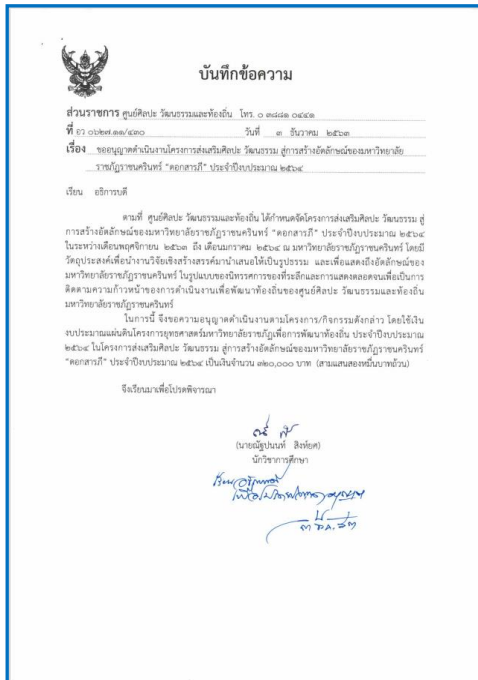 บันทึกข้อความ
ส่วนราชการ ศูนย์ศิลปะ วัฒนธรรมและท้องถิ่น โทร. ๐ ๓๘๘๑ ๐๔๔๑
ที่ อว ๐๖๒๗.๑๑/๔๓๐ วันที่ ๓ ธันวาคม ๒๕๖๓
เรื่อง ขออนุญาตดำเนินงานโครงการส่งเสริมศิลปะ วัฒนธรรม สู่การสร้างอัตลักษณ์ของมหาวิทยาลัย
ราชภัฏราชนครินทร์ "ดอกสารภี" ประจำปีงบประมาณ ๒๕๖๔
เรียน อธิการบดี
ตามที่ ศูนย์ศิลปะ วัฒนธรรมและท้องถิ่น ได้กำหนดจัดโครงการส่งเสริมศิลปะ วัฒนธรรม สู่
การสร้างอัตลักษณ์ของมหาวิทยาลัยราชภัฏราชนครินทร์ "ดอกสารภี" ประจำปีงบประมาณ ๒๕๖๔
ในระหว่างเดือนพฤศจิกายน ๒๕๖๓ ถึง เดือนมกราคม ๒๕๖๔ ณ มหาวิทยาลัยราชภัฏราชนครินทร์ โดยมี
วัตถุประสงค์เพื่อนำงานวิจัยเชิงสร้างสรรค์มานำเสนอให้เป็นรูปธรรม และเพื่อแสดงถึงอัตลักษณ์ของ
มหาวิทยาลัยราชภัฏราชนครินทร์ ในรูปแบบของนิทรรศการของที่ระลึกและการแสดงตลอดจนเพื่อเป็นการ
ติดตามความก้าวหน้าของการดำเนินงานเพื่อพัฒนาท้องถิ่นของศูนย์ศิลปะ วัฒนธรรมและท้องถิ่น
มหาวิทยาลัยราชภัฏราชนครินทร์
ในการนี้ จึงขอความอนุญาตดำเนินงานตามโครงการ/กิจกรรมดังกล่าว โดยใช้เงิน
งบประมาณแผ่นดินโครงการยุทธศาสตร์มหาวิทยาลัยราชภัฏเพื่อการพัฒนาท้องถิ่น ประจำปีงบประมาณ
๒๕๖๔ ในโครงการส่งเสริมศิลปะ วัฒนธรรม สู่การสร้างอัตลักษณ์ของมหาวิทยาลัยราชภัฏราชนครินทร์
"ดอกสารภี" ประจำปีงบประมาณ ๒๕๖๔ เป็นเงินจำนวน ๓๒๐,๐๐๐ บาท (สามแสนสองหมื่นบาทถ้วน)
จึงเรียนมาเพื่อโปรดพิจารณา
(นายณัฐปนนท์ สิงห์ยศ)
นักวิชาการศึกษา
เรียน อธิการบดี
๓ ธ.ค. ๖๓